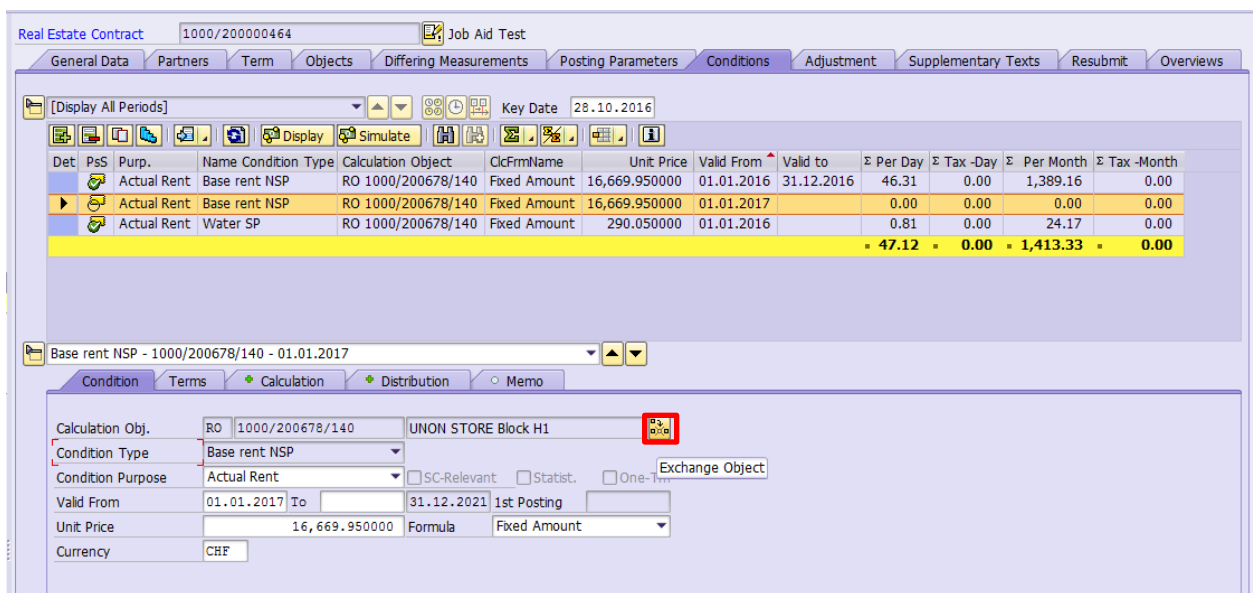 Real Estate Contract 1000/200000464 Job Aid Test
General Data Partners Term Objects Differing Measurements Posting Parameters Conditions Adjustment Supplementary Texts Resubmit Overviews
[Display All Periods] Key Date 28.10.2016
Display Simulate
Det PsS Purp. Name Condition Type Calculation Object ClcFrmName Unit Price Valid From Valid to Σ Per Day Σ Tax -Day Σ Per Month Σ Tax -Month
Actual Rent Base rent NSP RO 1000/200678/140 Fixed Amount 16,669.950000 01.01.2016 31.12.2016 46.31 0.00 1,389.16 0.00
Actual Rent Base rent NSP RO 1000/200678/140 Fixed Amount 16,669.950000 01.01.2017 0.00 0.00 0.00 0.00
Actual Rent Water SP RO 1000/200678/140 Fixed Amount 290.050000 01.01.2016 0.81 0.00 24.17 0.00
47.12 0.00 1,413.33 0.00
Base rent NSP - 1000/200678/140 - 01.01.2017
Condition Terms Calculation Distribution Memo
Calculation Obj. RO 1000/200678/140 UNON STORE Block H1
Condition Type Base rent NSP
Exchange Object
Condition Purpose Actual Rent SC-Relevant Statist. One-Tm
Valid From 01.01.2017 To 31.12.2021 1st Posting
Unit Price 16,669.950000 Formula Fixed Amount
Currency CHF